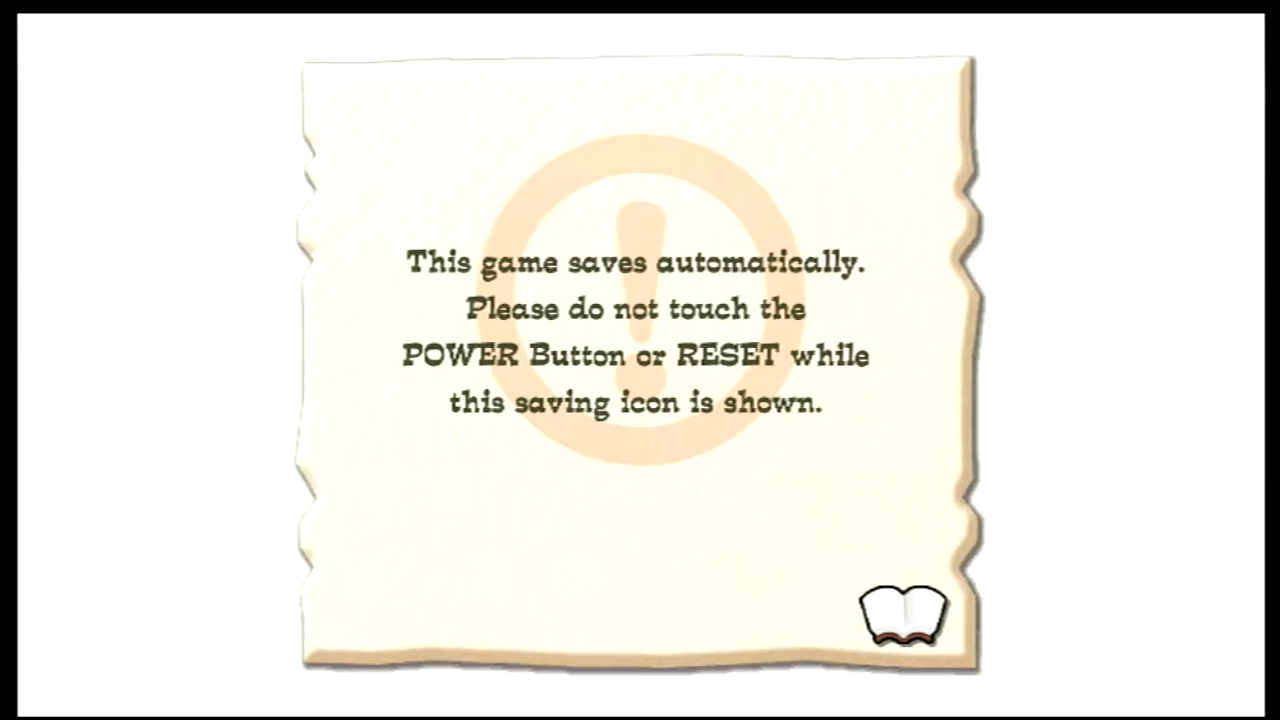 This game saves automatically.
Please do not touch the
POWER Button or RESET while
this saving icon is shown.